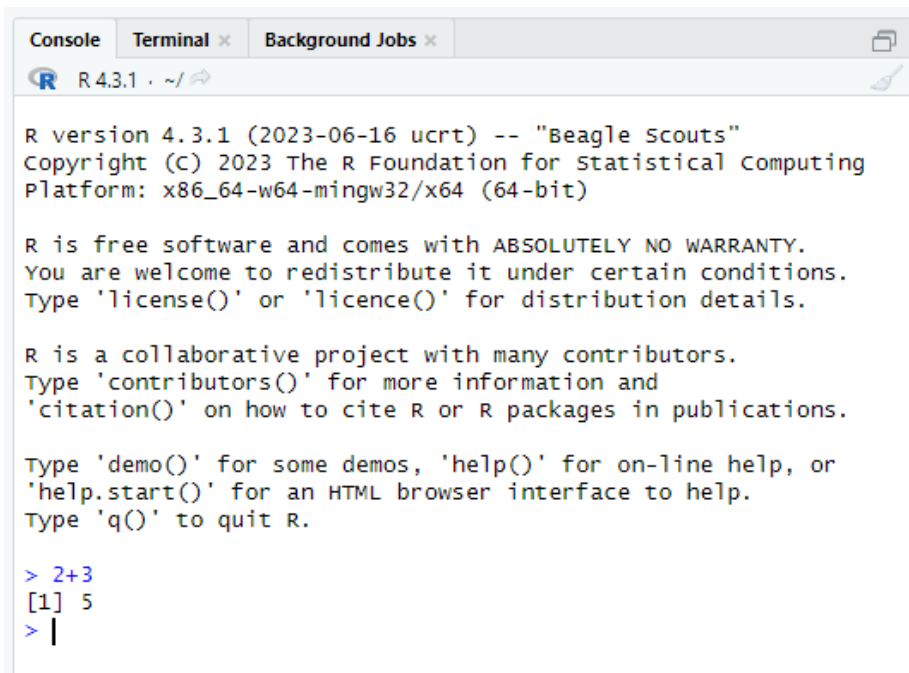 Console Terminal × Background Jobs ×
R R 4.3.1 · ~/
R version 4.3.1 (2023-06-16 ucrt) -- "Beagle Scouts"
Copyright (C) 2023 The R Foundation for Statistical Computing
Platform: x86_64-w64-mingw32/x64 (64-bit)
R is free software and comes with ABSOLUTELY NO WARRANTY.
You are welcome to redistribute it under certain conditions.
Type 'license()' or 'licence()' for distribution details.
R is a collaborative project with many contributors.
Type 'contributors()' for more information and
'citation()' on how to cite R or R packages in publications.
Type 'demo()' for some demos, 'help()' for on-line help, or
'help.start()' for an HTML browser interface to help.
Type 'q()' to quit R.
> 2+3
[1] 5
>